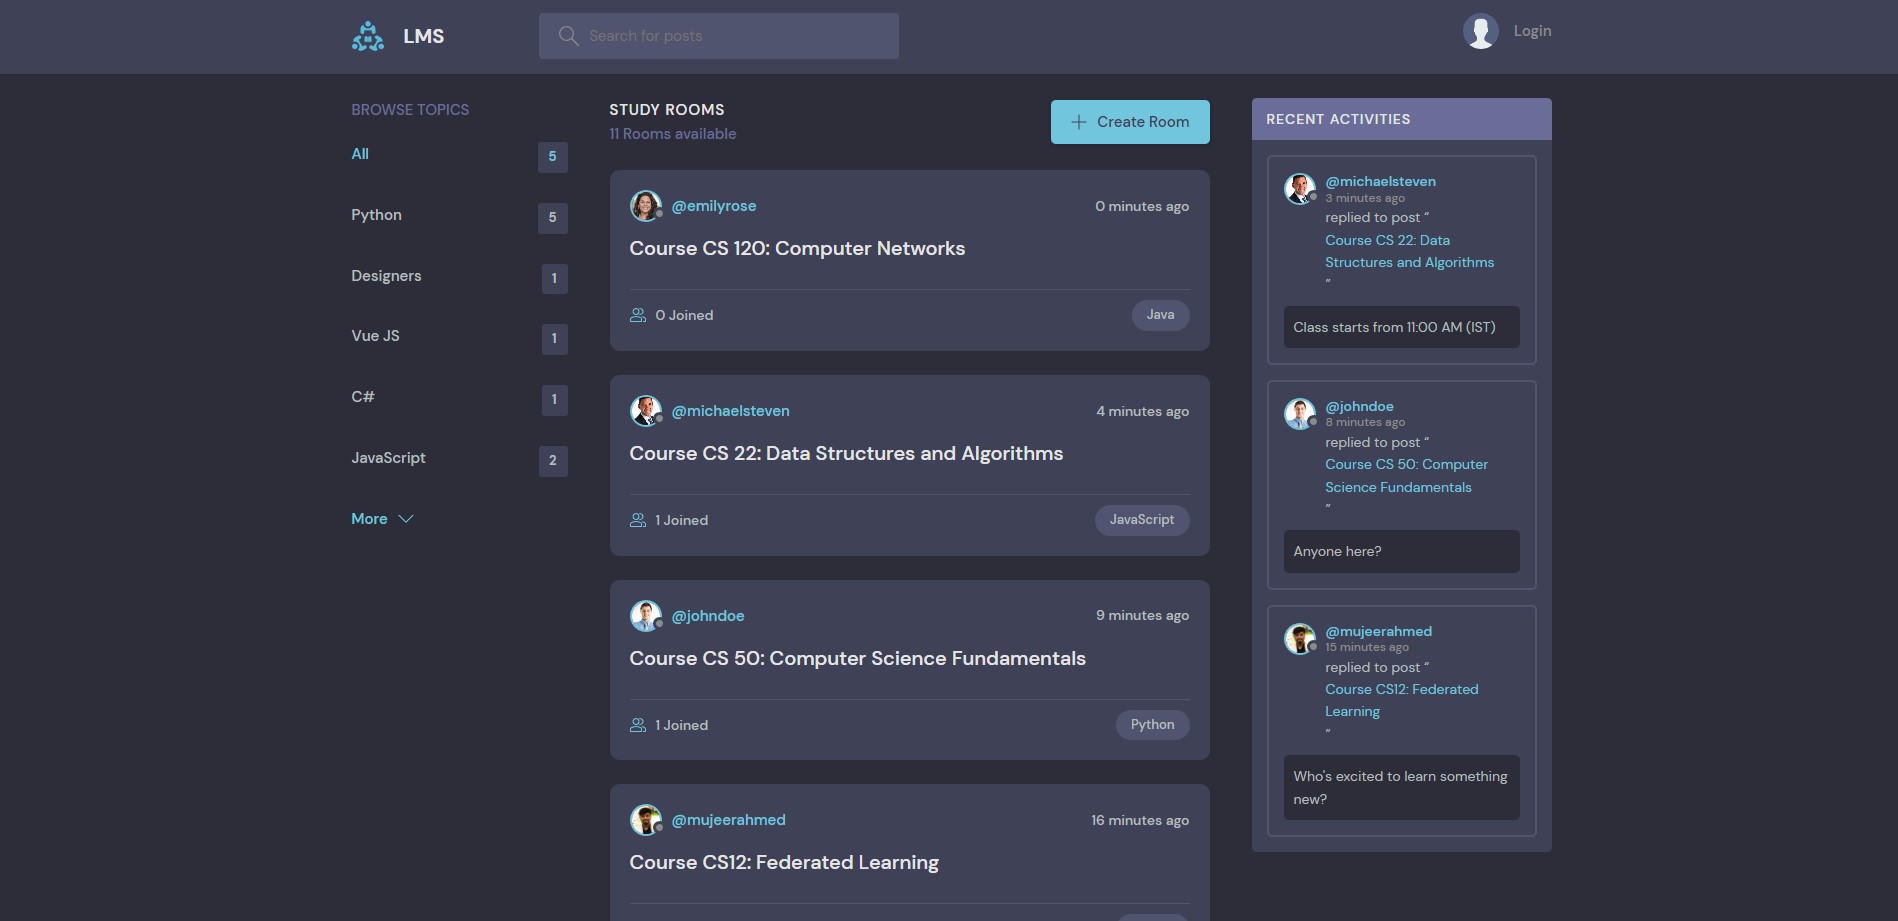 LMS
Search for posts
Login
BROWSE TOPICS
All 5
Python 5
Designers 1
Vue JS 1
C# 1
JavaScript 2
More
STUDY ROOMS
11 Rooms available
Create Room
@emilyrose 0 minutes ago
Course CS 120: Computer Networks
0 Joined Java
@michaelsteven 4 minutes ago
Course CS 22: Data Structures and Algorithms
1 Joined JavaScript
@johndoe 9 minutes ago
Course CS 50: Computer Science Fundamentals
1 Joined Python
@mujeerahmed 16 minutes ago
Course CS12: Federated Learning
RECENT ACTIVITIES
@michaelsteven
3 minutes ago
replied to post “
Course CS 22: Data
Structures and Algorithms
”
Class starts from 11:00 AM (IST)
@johndoe
8 minutes ago
replied to post “
Course CS 50: Computer
Science Fundamentals
”
Anyone here?
@mujeerahmed
15 minutes ago
replied to post “
Course CS12: Federated
Learning
”
Who's excited to learn something
new?